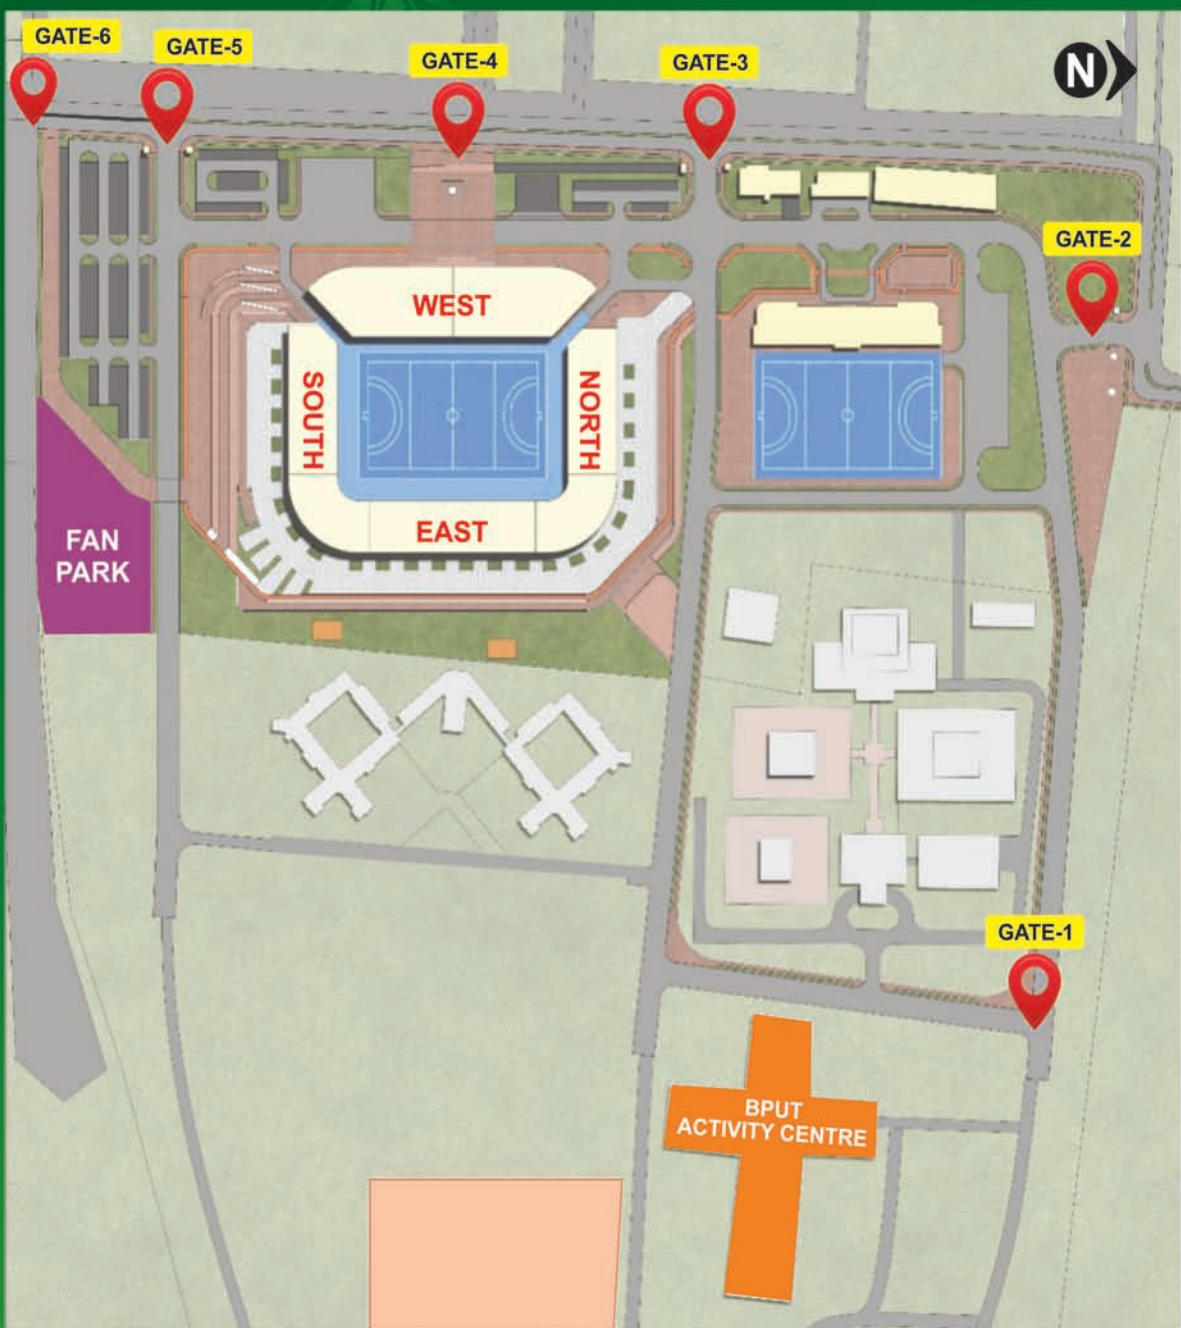 GATE-6
GATE-5
GATE-4
GATE-3
N
GATE-2
WEST
SOUTH
NORTH
EAST
FAN
PARK
GATE-1
BPUT
ACTIVITY CENTRE